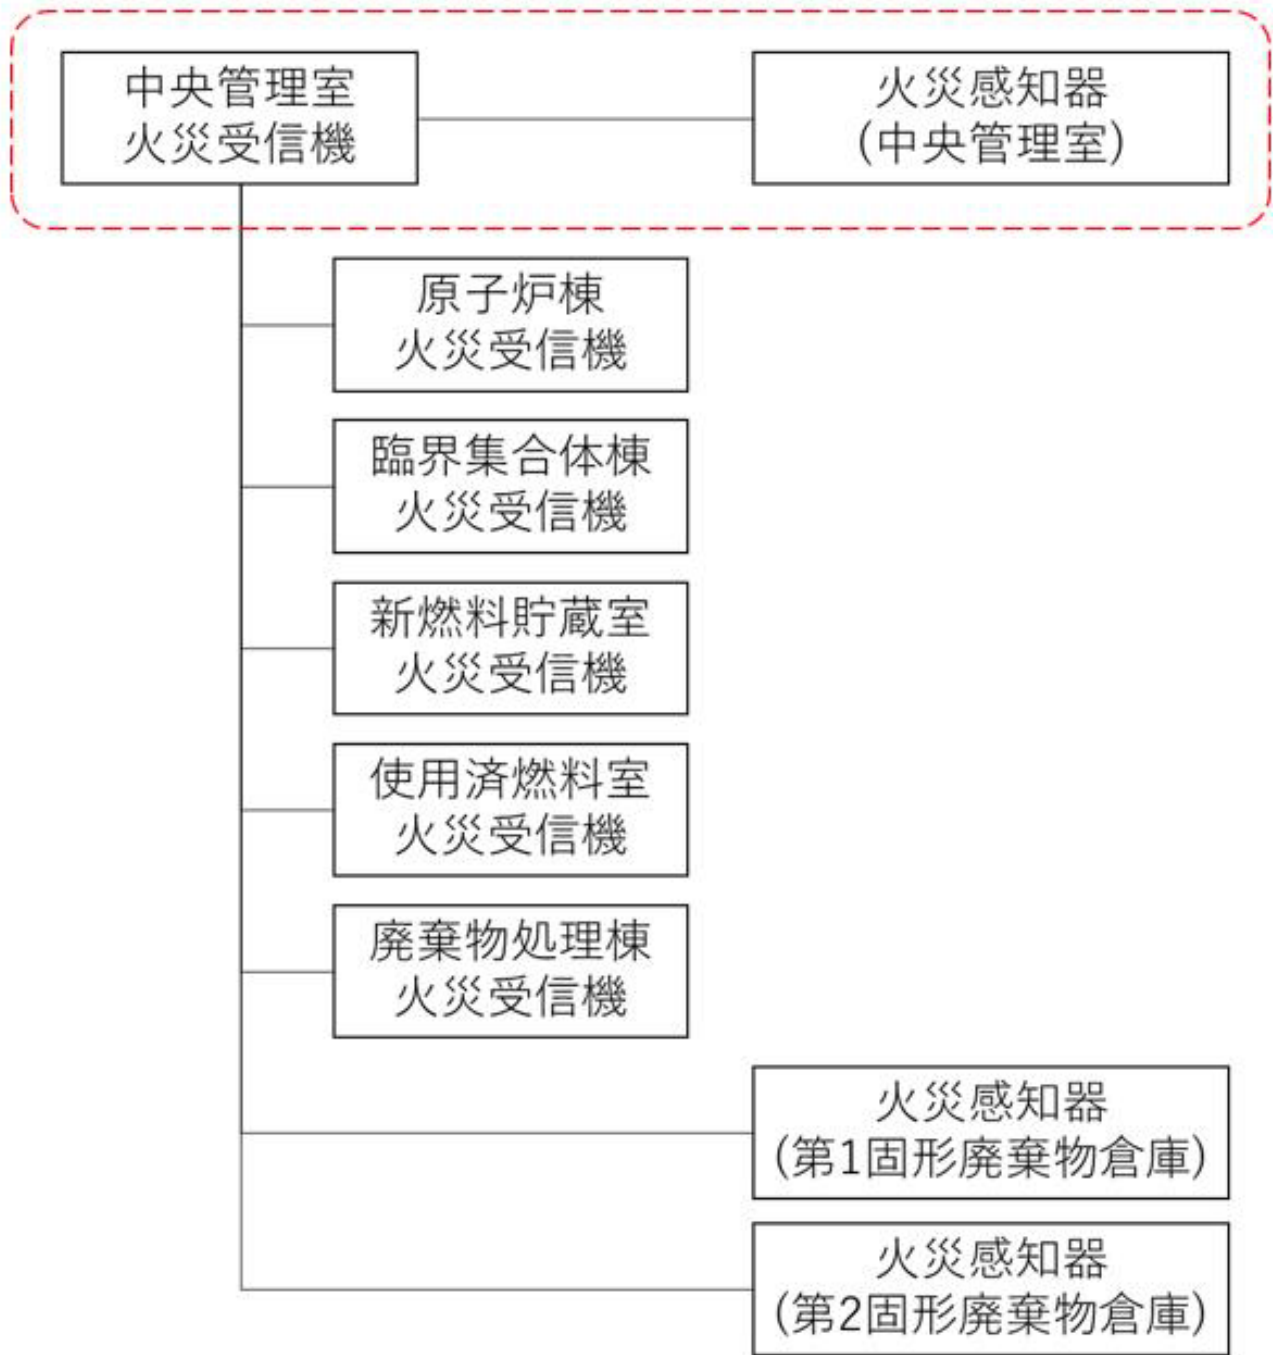 中央管理室
火災受信機
火災感知器
(中央管理室)
原子炉棟
火災受信機
臨界集合体棟
火災受信機
新燃料貯蔵室
火災受信機
使用済燃料室
火災受信機
廃棄物処理棟
火災受信機
火災感知器
(第1固形廃棄物倉庫)
火災感知器
(第2固形廃棄物倉庫)